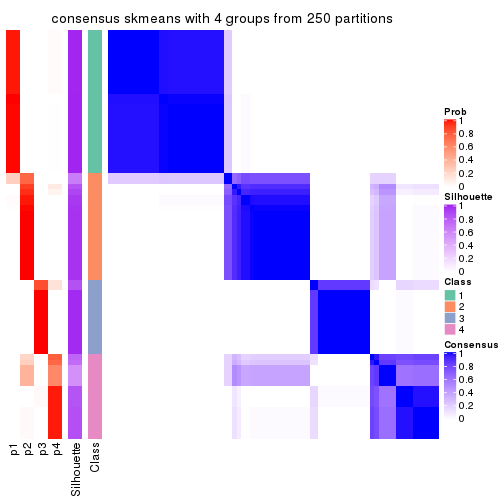 consensus skmeans with 4 groups from 250 partitions
Prob
1
0.8
0.6
0.4
0.2
0
Silhouette
1
0.8
0.6
0.4
0.2
0
Class
1
2
3
4
Consensus
1
0.8
0.6
0.4
0.2
0
p1
p2
p3
p4
Silhouette
Class